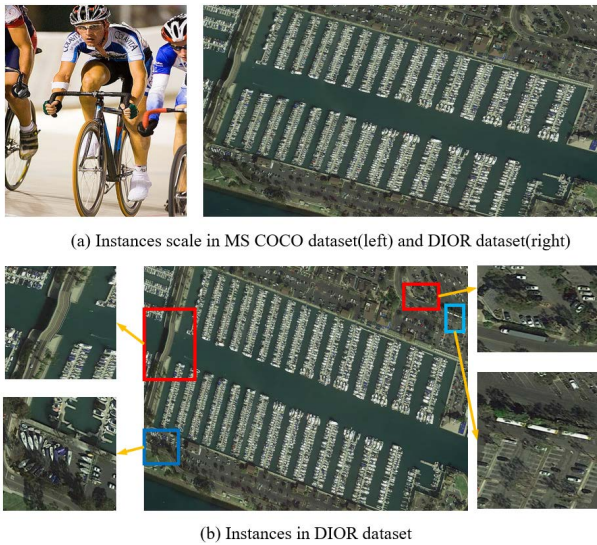 (a) Instances scale in MS COCO dataset(left) and DIOR dataset(right)
(b) Instances in DIOR dataset